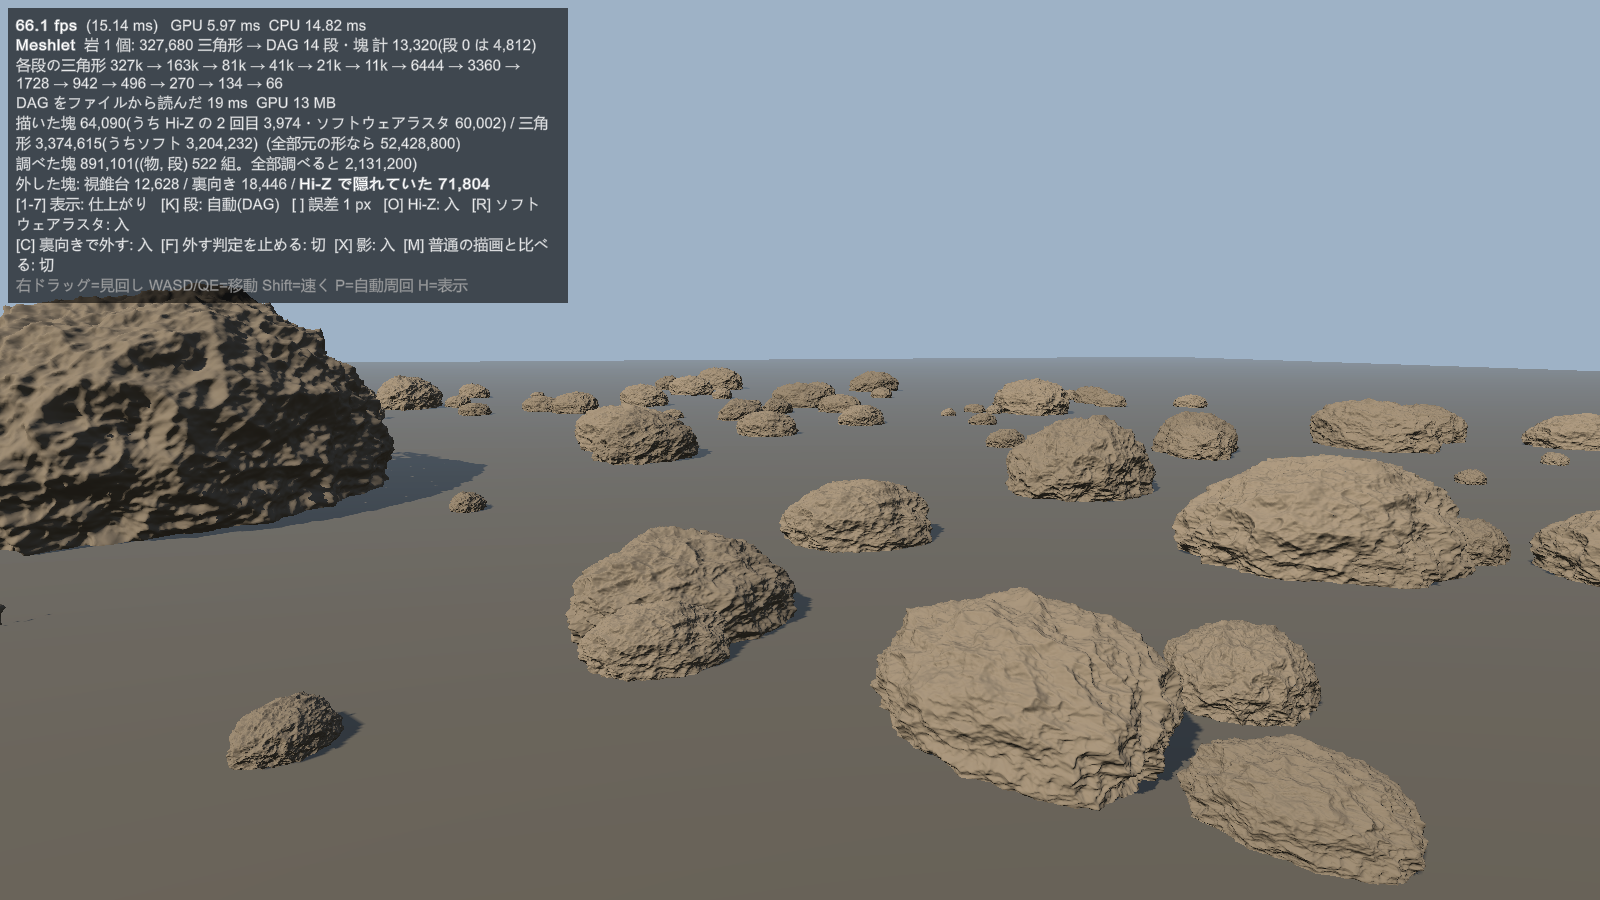 66.1 fps (15.14 ms) GPU 5.97 ms CPU 14.82 ms
Meshlet 岩 1 個: 327,680 三角形 → DAG 14 段・塊 計 13,320(段 0 は 4,812)
各段の三角形 327k → 163k → 81k → 41k → 21k → 11k → 6444 → 3360 →
1728 → 942 → 496 → 270 → 134 → 66
DAG をファイルから読んだ 19 ms GPU 13 MB
描いた塊 64,090(うち Hi-Z の 2 回目 3,974・ソフトウェアラスタ 60,002) / 三角
形 3,374,615(うちソフト 3,204,232) (全部元の形なら 52,428,800)
調べた塊 891,101((物, 段) 522 組。全部調べると 2,131,200)
外した塊: 視錐台 12,628 / 裏向き 18,446 / Hi-Z で隠れていた 71,804
[1-7] 表示: 仕上がり [K] 段: 自動(DAG) [ ] 誤差 1 px [O] Hi-Z: 入 [R] ソフト
ウェアラスタ: 入
[C] 裏向きで外す: 入 [F] 外す判定を止める: 切 [X] 影: 入 [M] 普通の描画と比べ
る: 切
右ドラッグ=見回し WASD/QE=移動 Shift=速く P=自動周回 H=表示